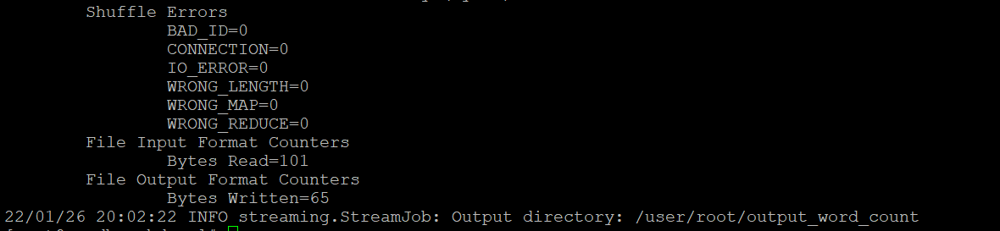 Shuffle Errors
BAD_ID=0
CONNECTION=0
IO_ERROR=0
WRONG_LENGTH=0
WRONG_MAP=0
WRONG_REDUCE=0
File Input Format Counters
Bytes Read=101
File Output Format Counters
Bytes Written=65
22/01/26 20:02:22 INFO streaming.StreamJob: Output directory: /user/root/output_word_count